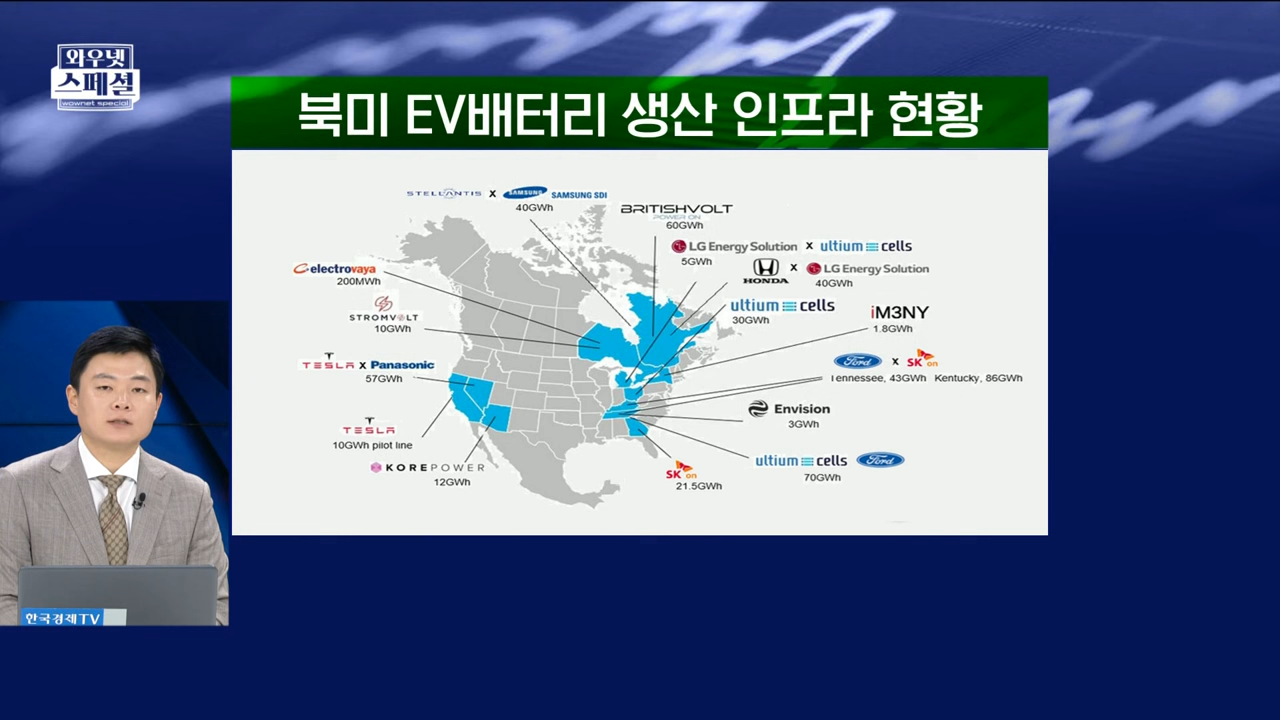 와우넷
스페셜
wownet special
북미 EV배터리 생산 인프라 현황
STELLANTIS x SAMSUNG SAMSUNG SDI
40GWh
BRITISHVOLT
POWER ON
60GWh
LG Energy Solution x ultium cells
5GWh
HONDA x LG Energy Solution
40GWh
electrovaya
200MWh
ultium cells
30GWh
iM3NY
1.8GWh
STROMVOLT
10GWh
TESLA x Panasonic
57GWh
Ford x SK on
Tennessee, 43GWh Kentucky, 86GWh
Envision
3GWh
TESLA
10GWh pilot line
KOREPOWER
12GWh
ultium cells Ford
70GWh
SK on
21.5GWh
한국경제TV